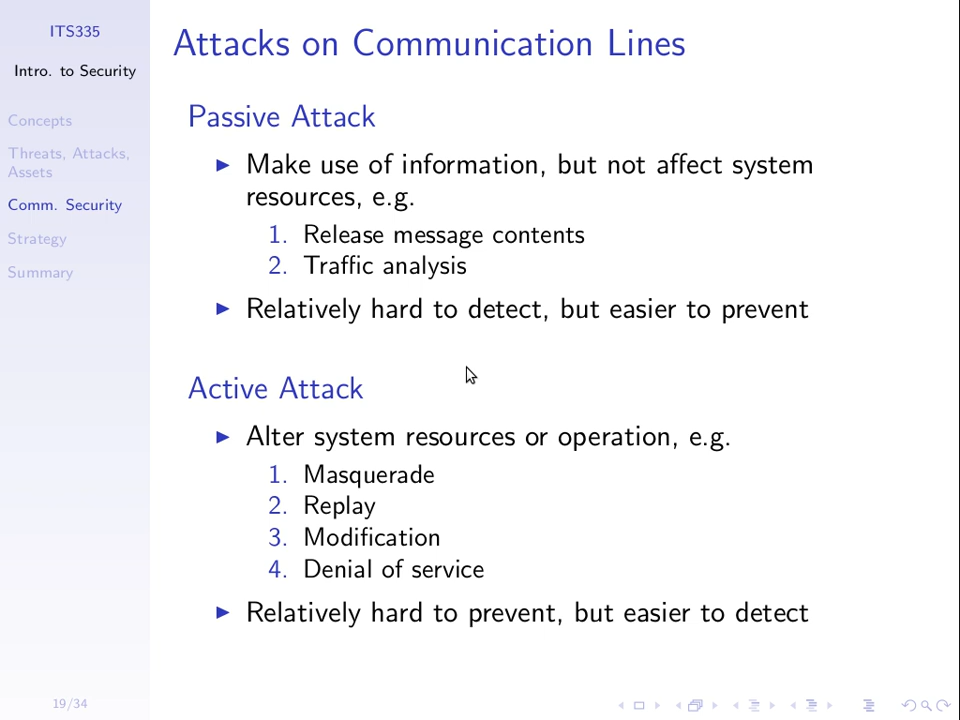 ITS335
Intro. to Security
Concepts
Threats, Attacks,
Assets
Comm. Security
Strategy
Summary
19/34
Attacks on Communication Lines
Passive Attack
Make use of information, but not affect system
resources, e.g.
1. Release message contents
2. Traffic analysis
Relatively hard to detect, but easier to prevent
Active Attack
Alter system resources or operation, e.g.
1. Masquerade
2. Replay
3. Modification
4. Denial of service
Relatively hard to prevent, but easier to detect